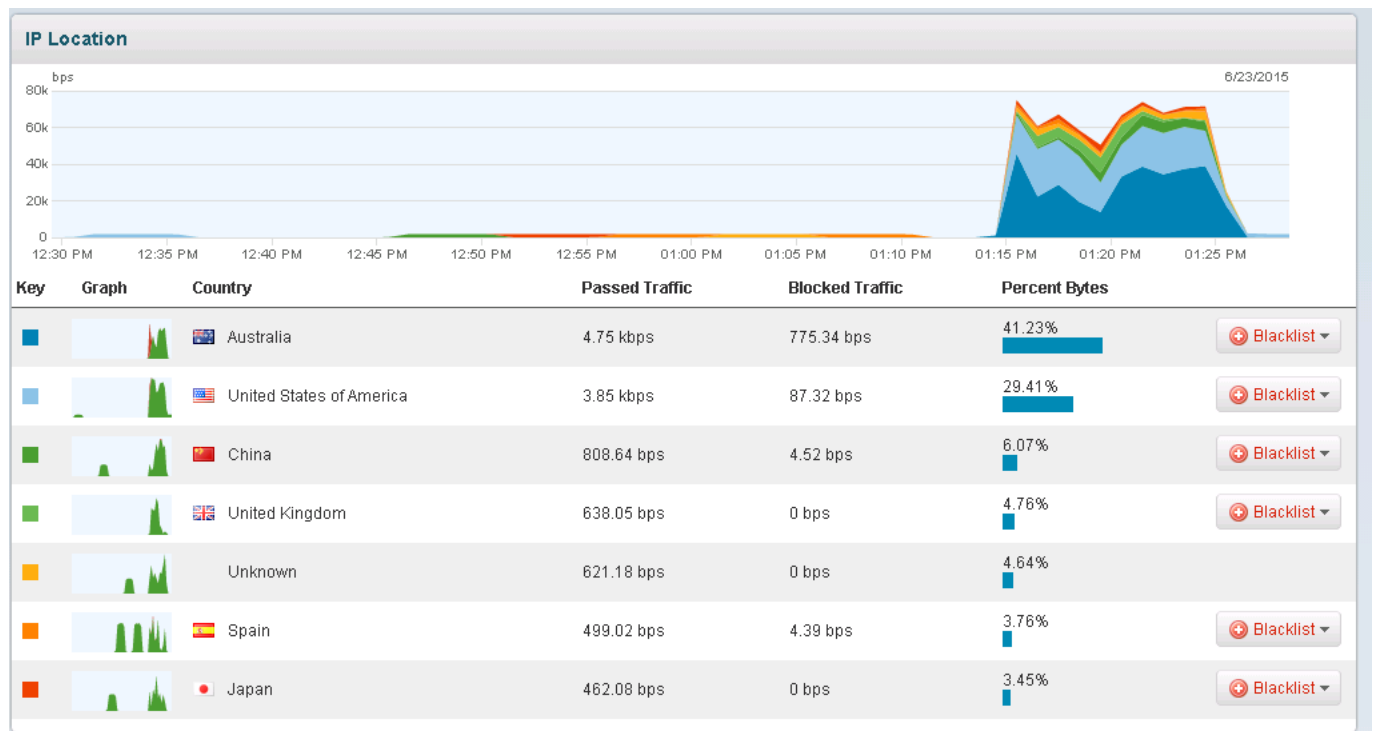 IP Location
bps 6/23/2015
80k
60k
40k
20k
0
12:30 PM 12:35 PM 12:40 PM 12:45 PM 12:50 PM 12:55 PM 01:00 PM 01:05 PM 01:10 PM 01:15 PM 01:20 PM 01:25 PM
Key Graph Country Passed Traffic Blocked Traffic Percent Bytes
Australia 4.75 kbps 775.34 bps 41.23% Blacklist
United States of America 3.85 kbps 87.32 bps 29.41% Blacklist
China 808.64 bps 4.52 bps 6.07% Blacklist
United Kingdom 638.05 bps 0 bps 4.76% Blacklist
Unknown 621.18 bps 0 bps 4.64%
Spain 499.02 bps 4.39 bps 3.76% Blacklist
Japan 462.08 bps 0 bps 3.45% Blacklist